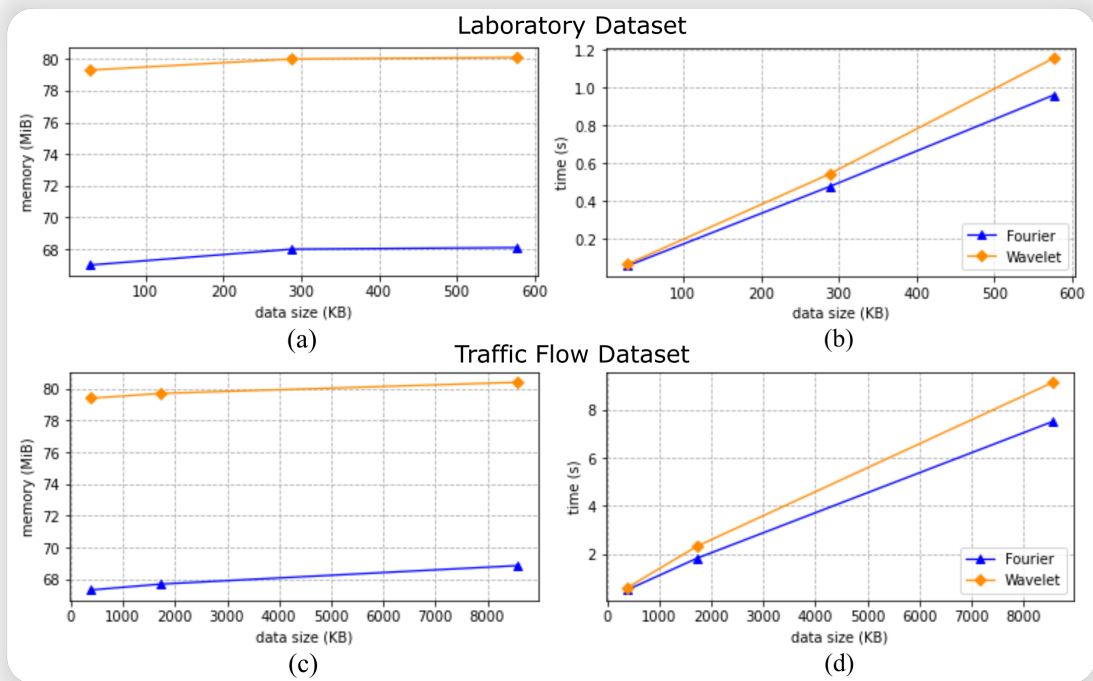 Laboratory Dataset
memory (MiB)
80
78
76
74
72
70
68
100 200 300 400 500 600
data size (KB)
(a)
time (s)
1.2
1.0
0.8
0.6
0.4
0.2
Fourier
Wavelet
100 200 300 400 500 600
data size (KB)
(b)
Traffic Flow Dataset
memory (MiB)
80
78
76
74
72
70
68
0 1000 2000 3000 4000 5000 6000 7000 8000
data size (KB)
(c)
time (s)
8
6
4
2
Fourier
Wavelet
0 1000 2000 3000 4000 5000 6000 7000 8000
data size (KB)
(d)